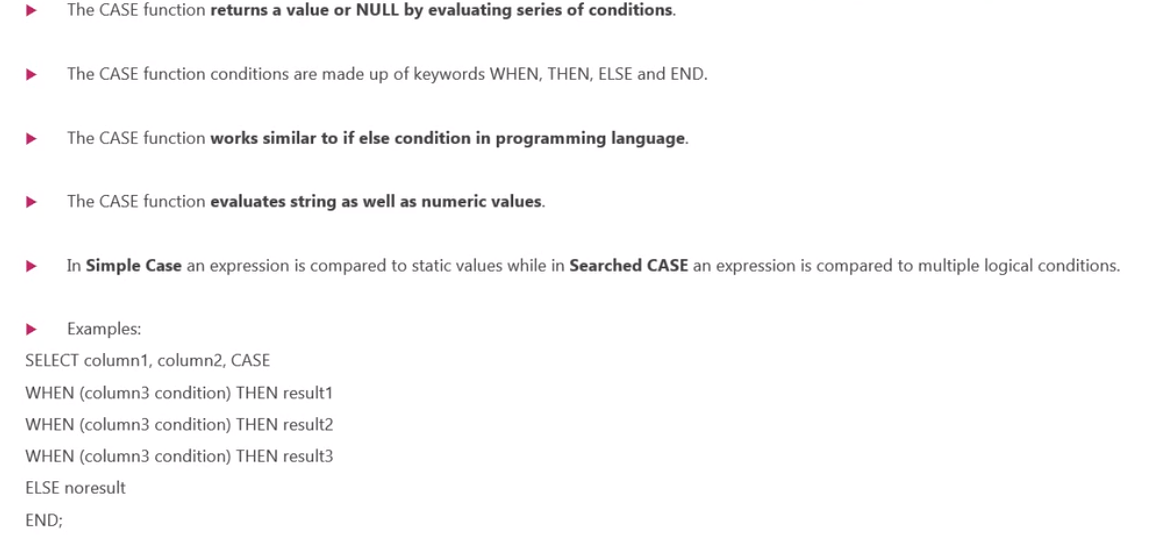 The CASE function returns a value or NULL by evaluating series of conditions.
The CASE function conditions are made up of keywords WHEN, THEN, ELSE and END.
The CASE function works similar to if else condition in programming language.
The CASE function evaluates string as well as numeric values.
In Simple Case an expression is compared to static values while in Searched CASE an expression is compared to multiple logical conditions.
Examples:
SELECT column1, column2, CASE
WHEN (column3 condition) THEN result1
WHEN (column3 condition) THEN result2
WHEN (column3 condition) THEN result3
ELSE noresult
END;